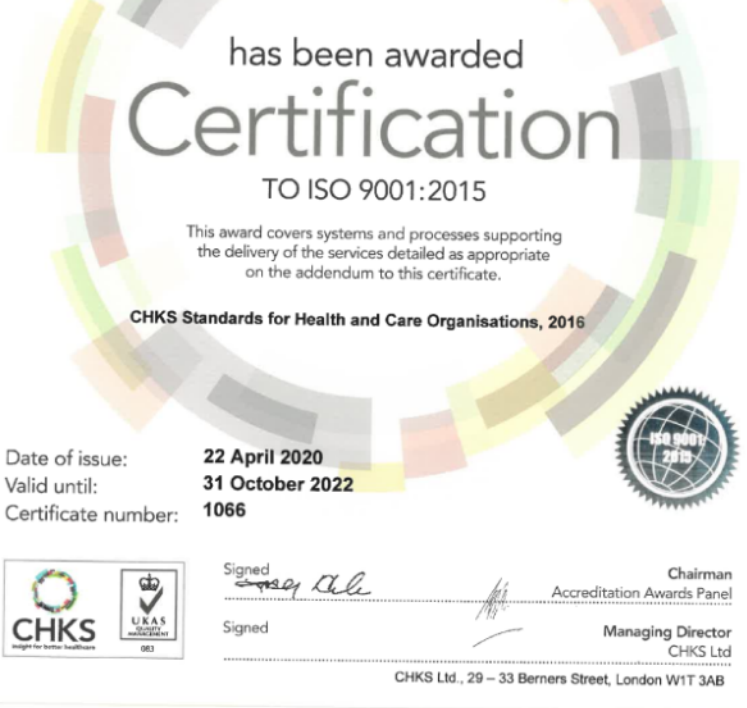 has been awarded
Certification
TO ISO 9001:2015
This award covers systems and processes supporting
the delivery of the services detailed as appropriate
on the addendum to this certificate.
CHKS Standards for Health and Care Organisations, 2016
ISO 9001
2015
Date of issue: 22 April 2020
Valid until: 31 October 2022
Certificate number: 1066
CHKS
insight for better healthcare
UKAS
QUALITY
MANAGEMENT
063
Signed
Chairman
Accreditation Awards Panel
Signed
Managing Director
CHKS Ltd
CHKS Ltd., 29 – 33 Berners Street, London W1T 3AB